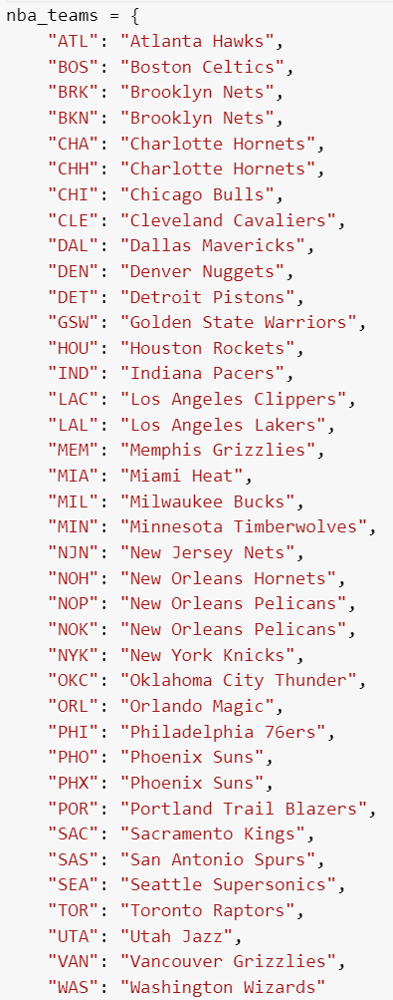 nba_teams = {
    "ATL": "Atlanta Hawks",
    "BOS": "Boston Celtics",
    "BRK": "Brooklyn Nets",
    "BKN": "Brooklyn Nets",
    "CHA": "Charlotte Hornets",
    "CHH": "Charlotte Hornets",
    "CHI": "Chicago Bulls",
    "CLE": "Cleveland Cavaliers",
    "DAL": "Dallas Mavericks",
    "DEN": "Denver Nuggets",
    "DET": "Detroit Pistons",
    "GSW": "Golden State Warriors",
    "HOU": "Houston Rockets",
    "IND": "Indiana Pacers",
    "LAC": "Los Angeles Clippers",
    "LAL": "Los Angeles Lakers",
    "MEM": "Memphis Grizzlies",
    "MIA": "Miami Heat",
    "MIL": "Milwaukee Bucks",
    "MIN": "Minnesota Timberwolves",
    "NJN": "New Jersey Nets",
    "NOH": "New Orleans Hornets",
    "NOP": "New Orleans Pelicans",
    "NOK": "New Orleans Pelicans",
    "NYK": "New York Knicks",
    "OKC": "Oklahoma City Thunder",
    "ORL": "Orlando Magic",
    "PHI": "Philadelphia 76ers",
    "PHO": "Phoenix Suns",
    "PHX": "Phoenix Suns",
    "POR": "Portland Trail Blazers",
    "SAC": "Sacramento Kings",
    "SAS": "San Antonio Spurs",
    "SEA": "Seattle Supersonics",
    "TOR": "Toronto Raptors",
    "UTA": "Utah Jazz",
    "VAN": "Vancouver Grizzlies",
    "WAS": "Washington Wizards"